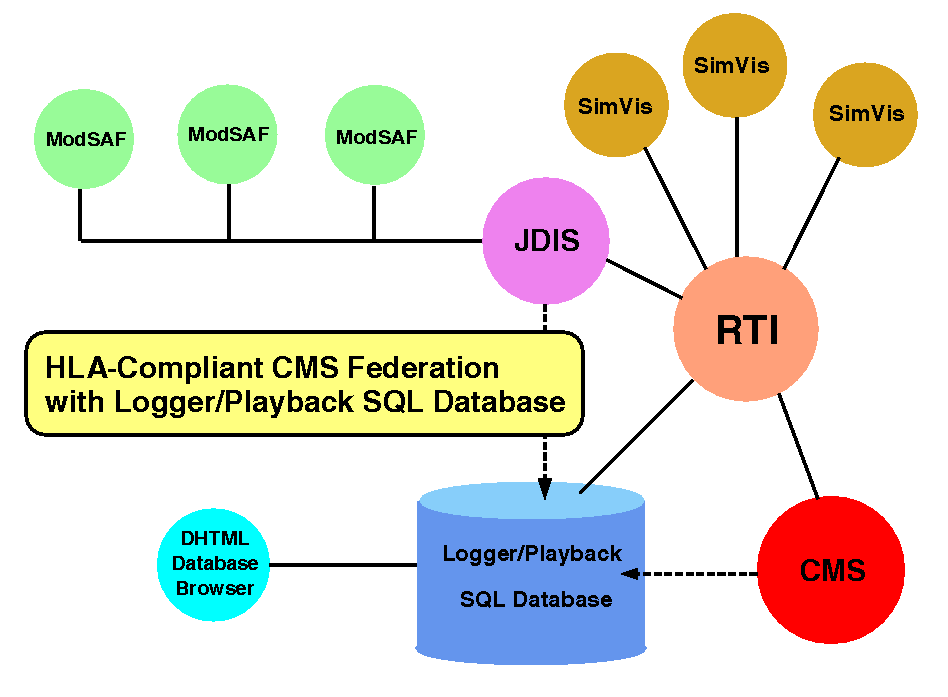 ModSAF
ModSAF
ModSAF
SimVis
SimVis
SimVis
JDIS
RTI
HLA-Compliant CMS Federation
with Logger/Playback SQL Database
DHTML
Database
Browser
Logger/Playback
SQL Database
CMS